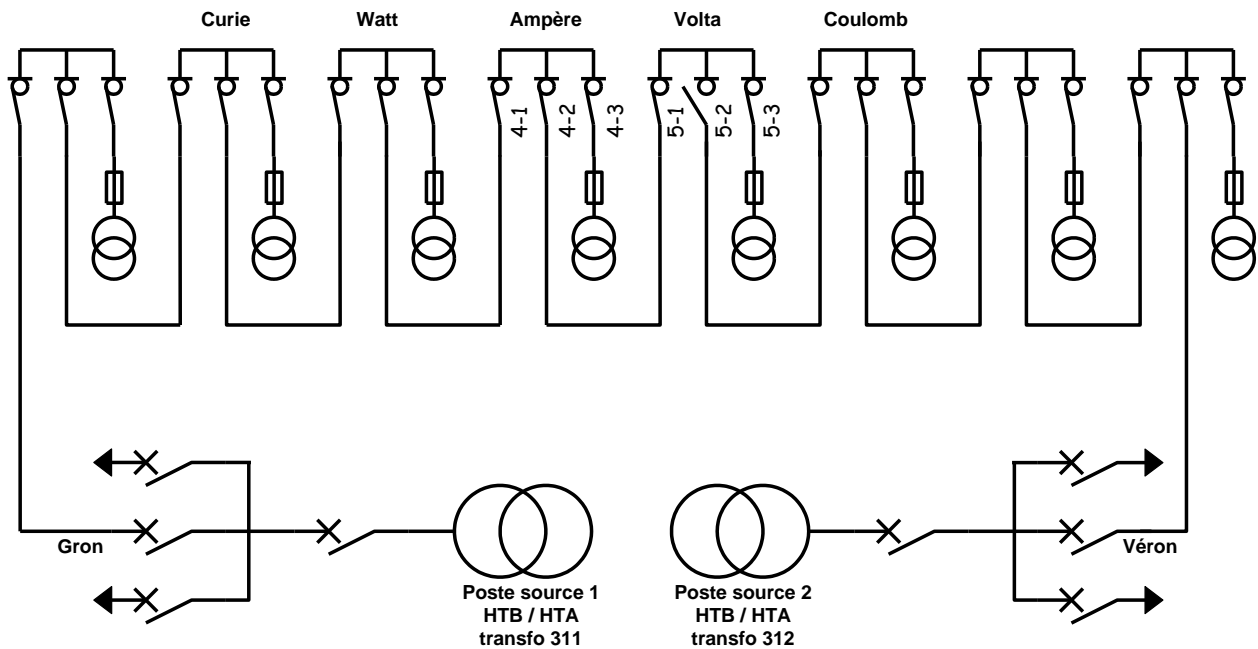 Curie
Watt
Ampère
Volta
Coulomb
4-1
4-2
4-3
5-1
5-2
5-3
Gron
Véron
Poste source 1
HTB / HTA
transfo 311
Poste source 2
HTB / HTA
transfo 312